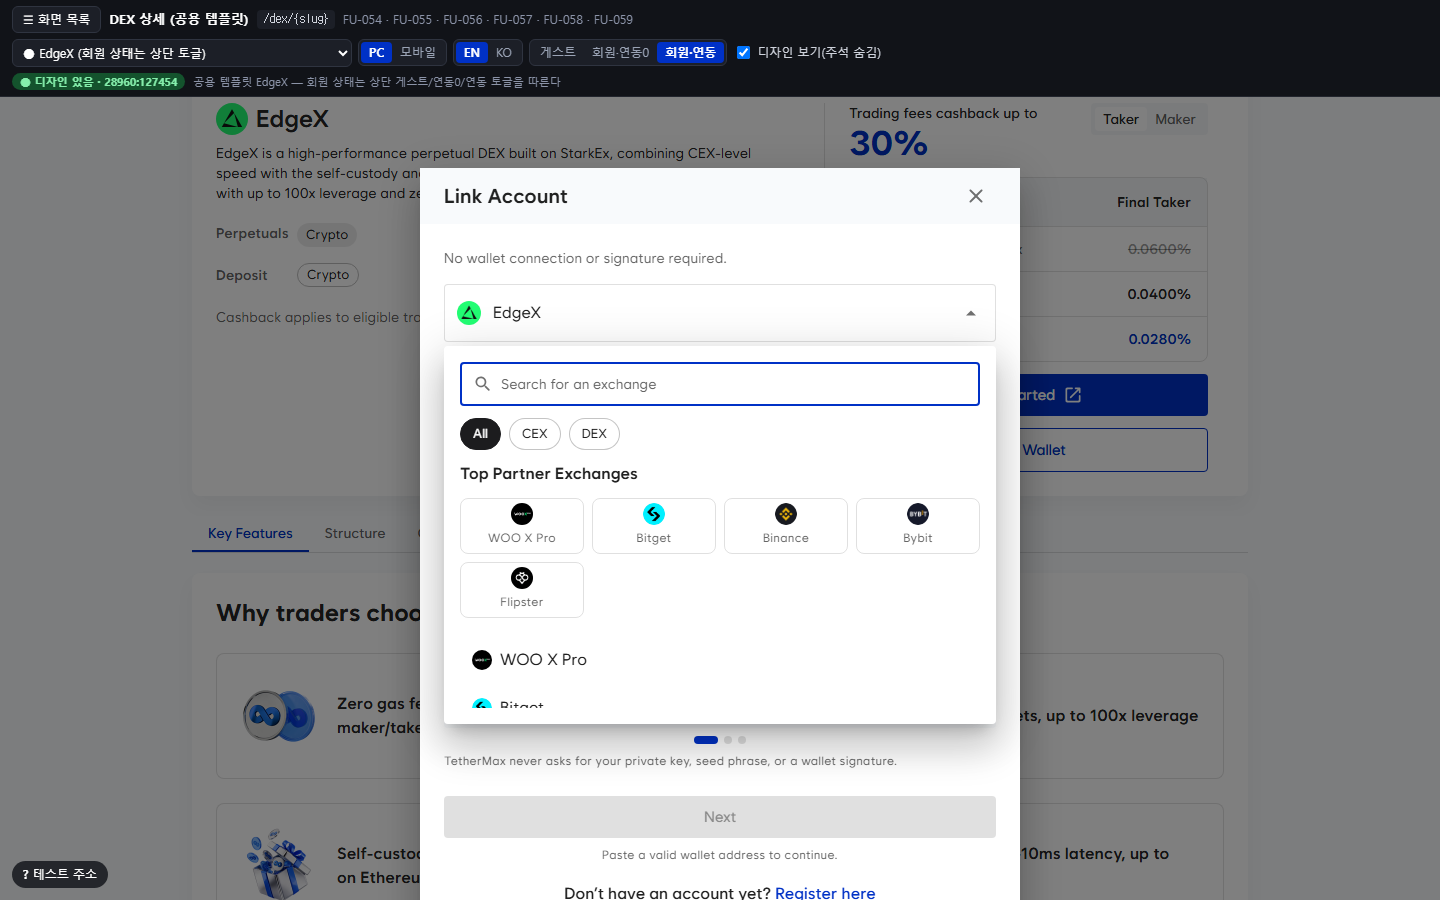 ☰ 화면 목록 DEX 상세 (공용 템플릿) /dex/{slug} FU-054 · FU-055 · FU-056 · FU-057 · FU-058 · FU-059
● EdgeX (회원 상태는 상단 토글) PC 모바일 EN KO 게스트 회원·연동0 회원·연동 디자인 보기(주석 숨김)
● 디자인 있음 · 28960:127454 공용 템플릿 EdgeX — 회원 상태는 상단 게스트/연동0/연동 토글을 따른다
EdgeX
EdgeX is a high-performance perpetual DEX built on StarkEx, combining CEX-level
speed with the self-custody an
with up to 100x leverage and ze
Perpetuals Crypto
Deposit Crypto
Cashback applies to eligible tra
Trading fees cashback up to
30%
Taker Maker
Final Taker
0.0600%
0.0400%
0.0280%
arted
Wallet
Link Account
No wallet connection or signature required.
EdgeX
Search for an exchange
All CEX DEX
Top Partner Exchanges
WOO X Pro Bitget Binance Bybit
Flipster
WOO X Pro
Bitget
TetherMax never asks for your private key, seed phrase, or a wallet signature.
Next
Paste a valid wallet address to continue.
Don't have an account yet? Register here
Key Features Structure
Why traders choo
Zero gas fe
maker/take
ets, up to 100x leverage
Self-custod
on Ethereu
10ms latency, up to
? 테스트 주소